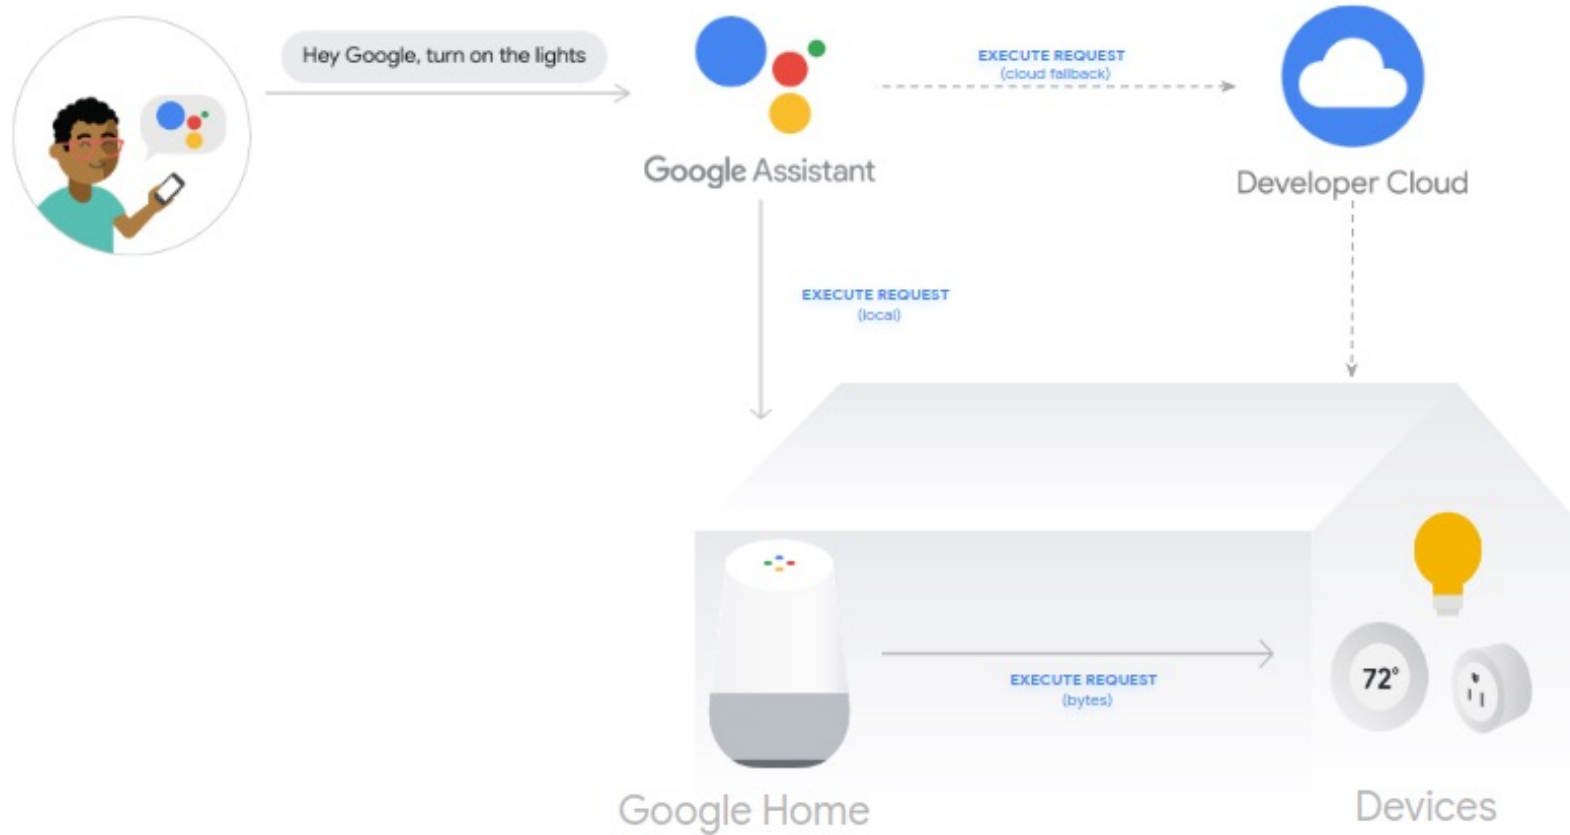 Hey Google, turn on the lights
EXECUTE REQUEST
(cloud fallback)
Google Assistant
Developer Cloud
EXECUTE REQUEST
(local)
72°
EXECUTE REQUEST
(bytes)
Google Home
Devices